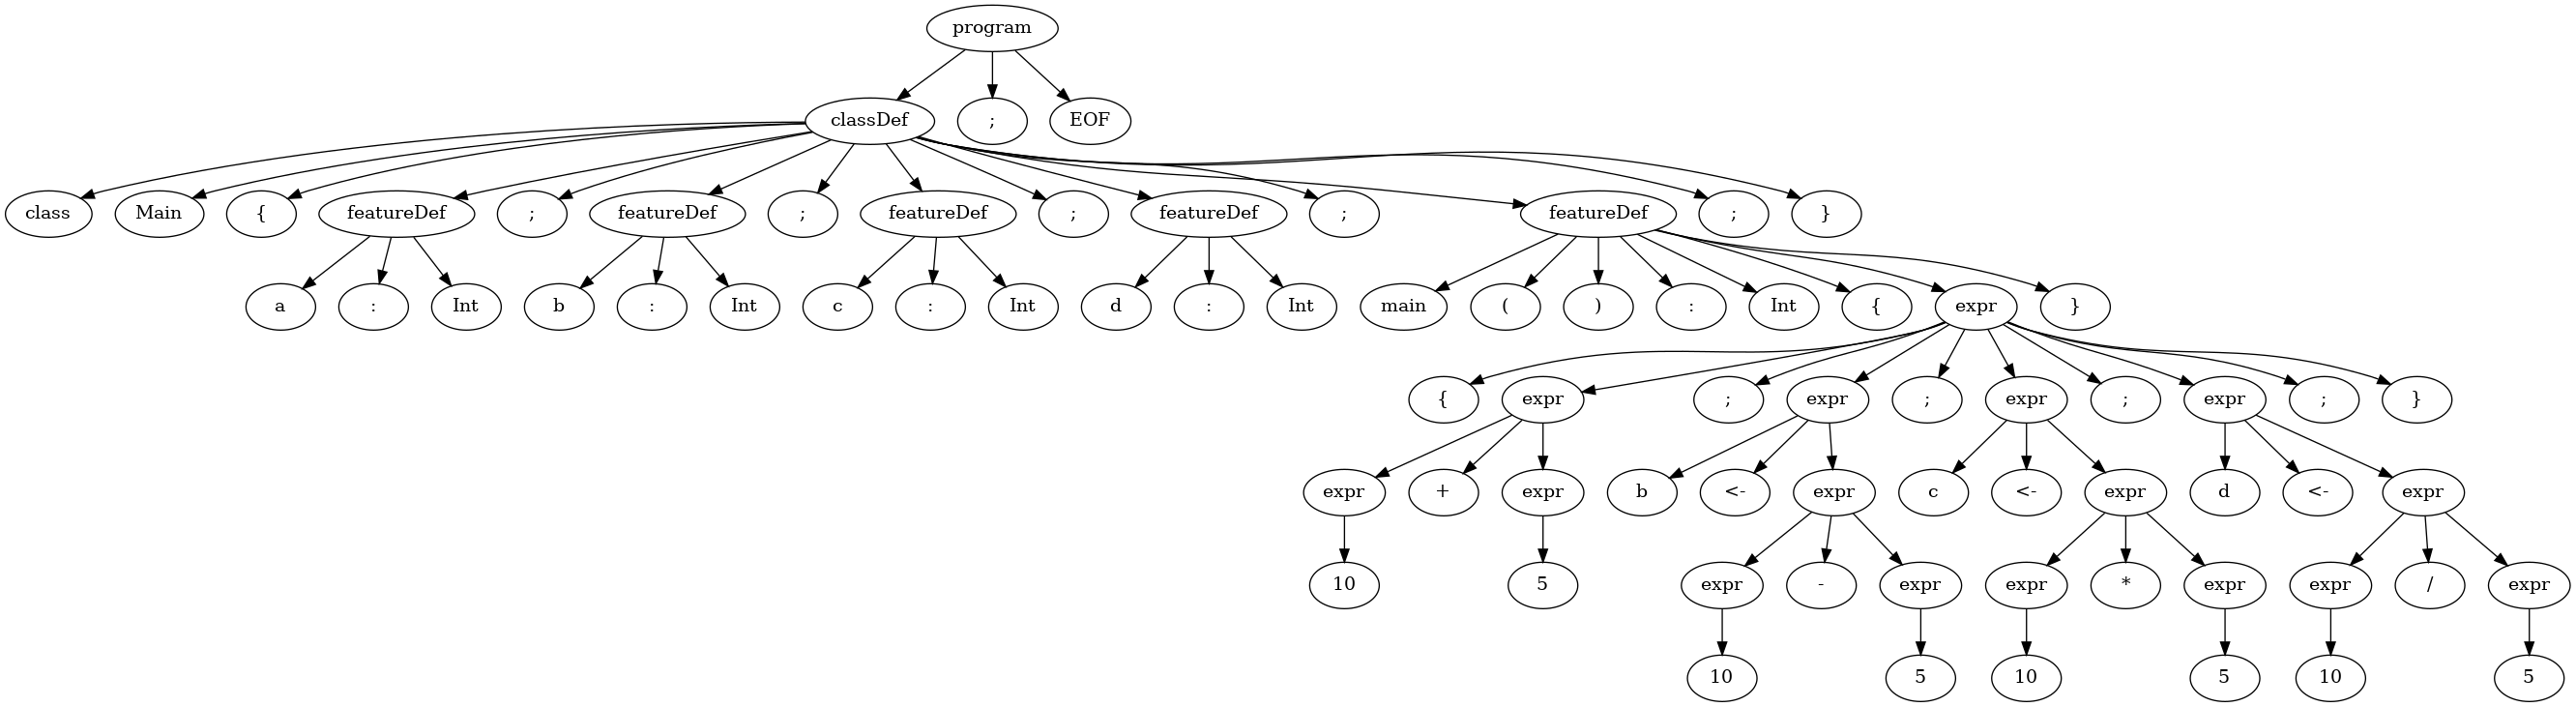 program
classDef ; EOF
class Main { featureDef ; featureDef ; featureDef ; featureDef ; featureDef ; }
a : Int b : Int c : Int d : Int main ( ) : Int { expr }
{ expr ; expr ; expr ; expr ; }
expr + expr b <- expr c <- expr d <- expr
10 5 expr - expr expr * expr expr / expr
10 5 10 5 10 5